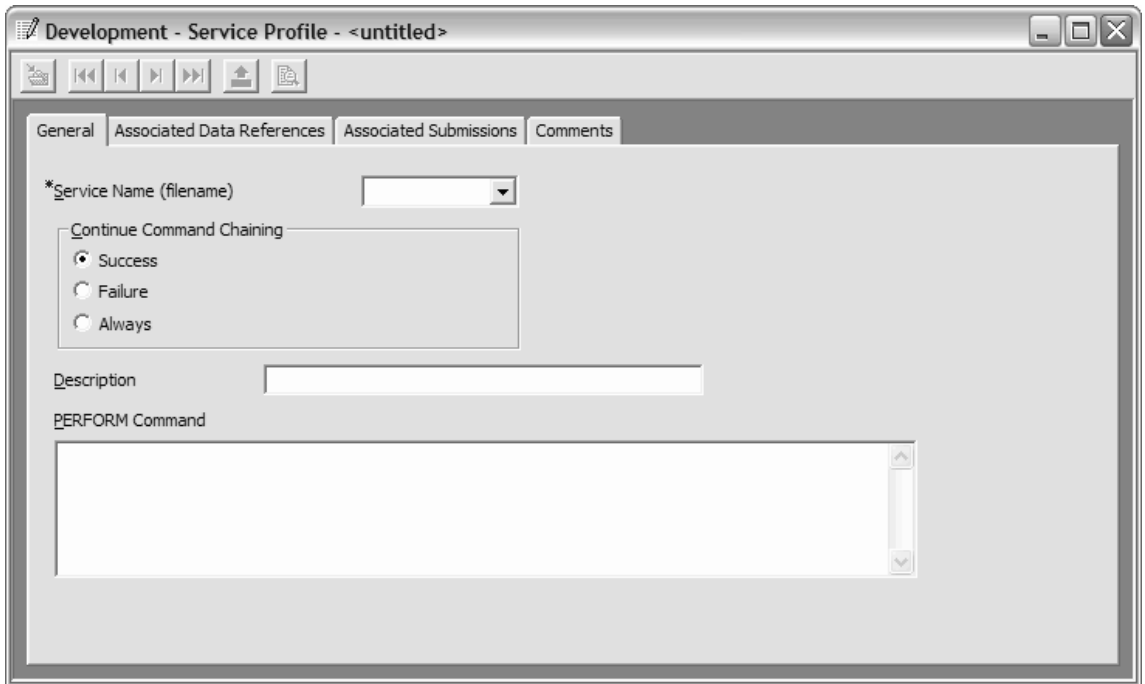 Development - Service Profile - <untitled>
General Associated Data References Associated Submissions Comments
*Service Name (filename)
Continue Command Chaining
Success
Failure
Always
Description
PERFORM Command